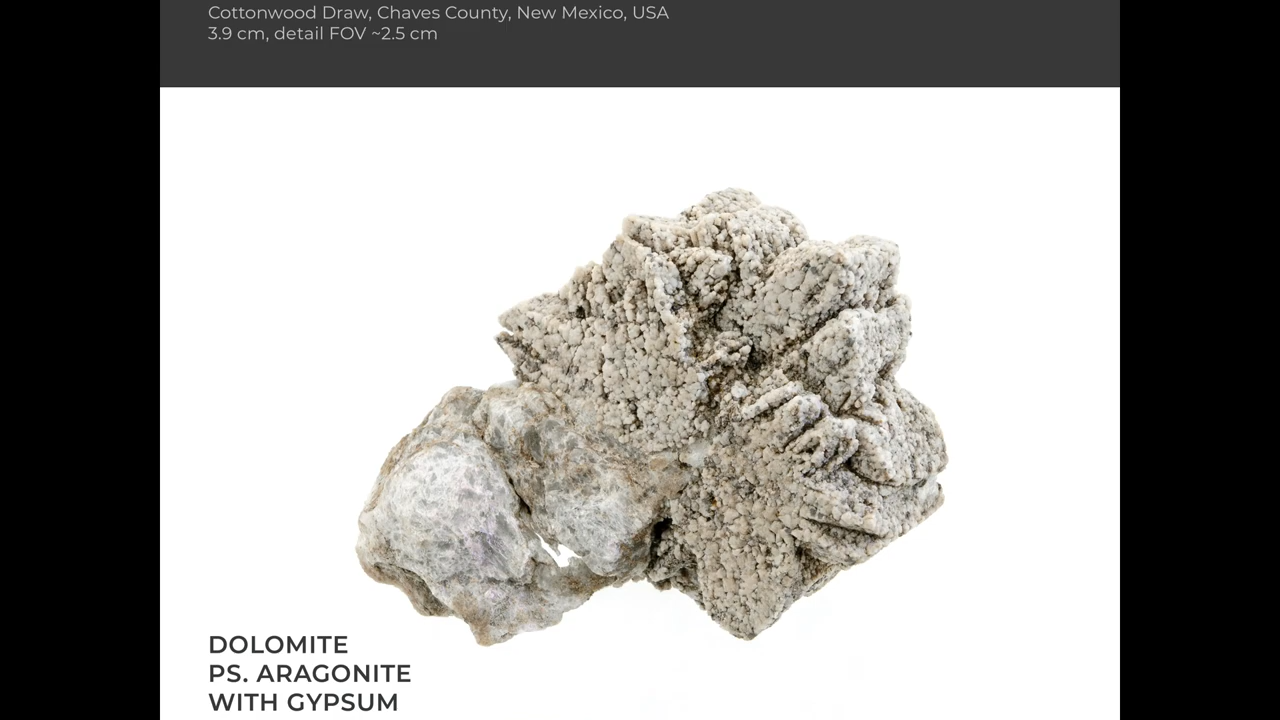 Cottonwood Draw, Chaves County, New Mexico, USA
3.9 cm, detail FOV ~2.5 cm
DOLOMITE
PS. ARAGONITE
WITH GYPSUM